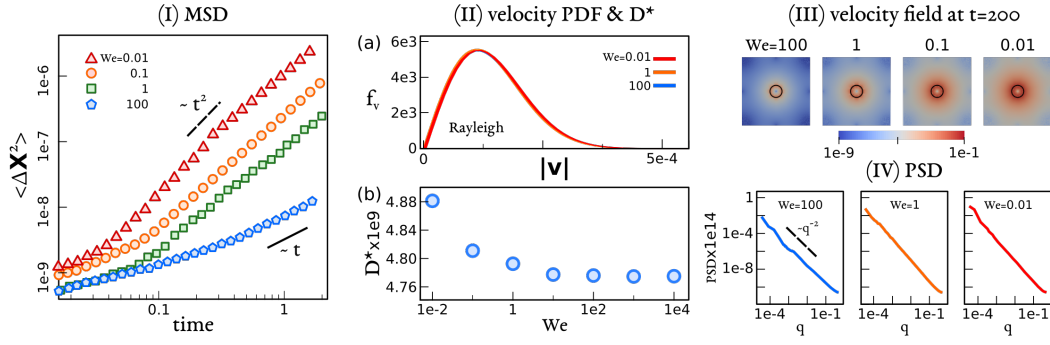 (I) MSD
We=0.01
0.1
1
100
~ t²
~ t
1e-6
1e-7
1e-8
1e-9
<ΔX²>
0.1
1
time
(II) velocity PDF & D*
(a)
6e3
4e3
2e3
0
f_v
We=0.01
1
100
Rayleigh
0
5e-4
|v|
(b)
4.88
4.84
4.80
4.76
D*x1e9
1e-2
1
1e2
1e4
We
(III) velocity field at t=200
We=100
1
0.1
0.01
1e-9
1e-1
(IV) PSD
1
1e-4
1e-8
PSDx1e14
We=100
~q⁻²
We=1
We=0.01
1e-4
1e-1
1e-4
1e-1
1e-4
1e-1
q
q
q